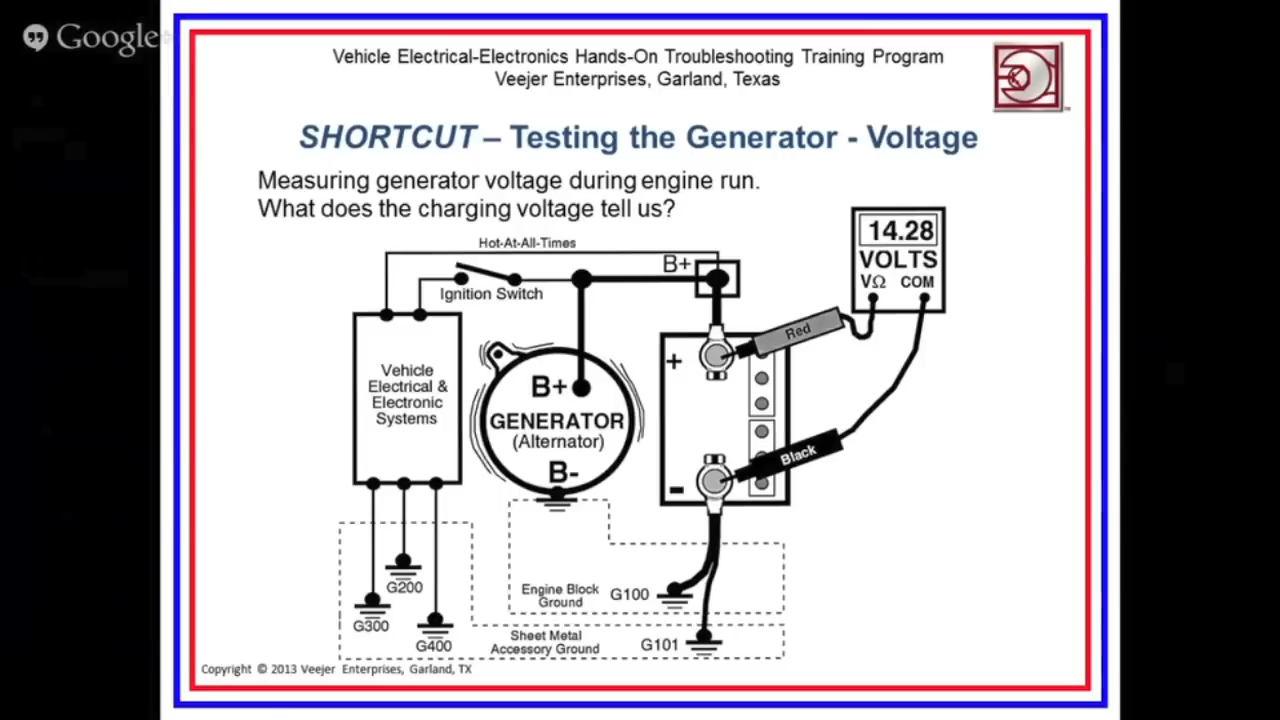 Google+
Vehicle Electrical-Electronics Hands-On Troubleshooting Training Program
Veejer Enterprises, Garland, Texas
SHORTCUT – Testing the Generator - Voltage
Measuring generator voltage during engine run.
What does the charging voltage tell us?
14.28
VOLTS
VΩ COM
Hot-At-All-Times
B+
Ignition Switch
Red
+
Vehicle
Electrical &
Electronic
Systems
B+
GENERATOR
(Alternator)
B-
Black
-
G200
G300
G400
Engine Block
Ground
G100
Sheet Metal
Accessory Ground
G101
Copyright © 2013 Veejer Enterprises, Garland, TX